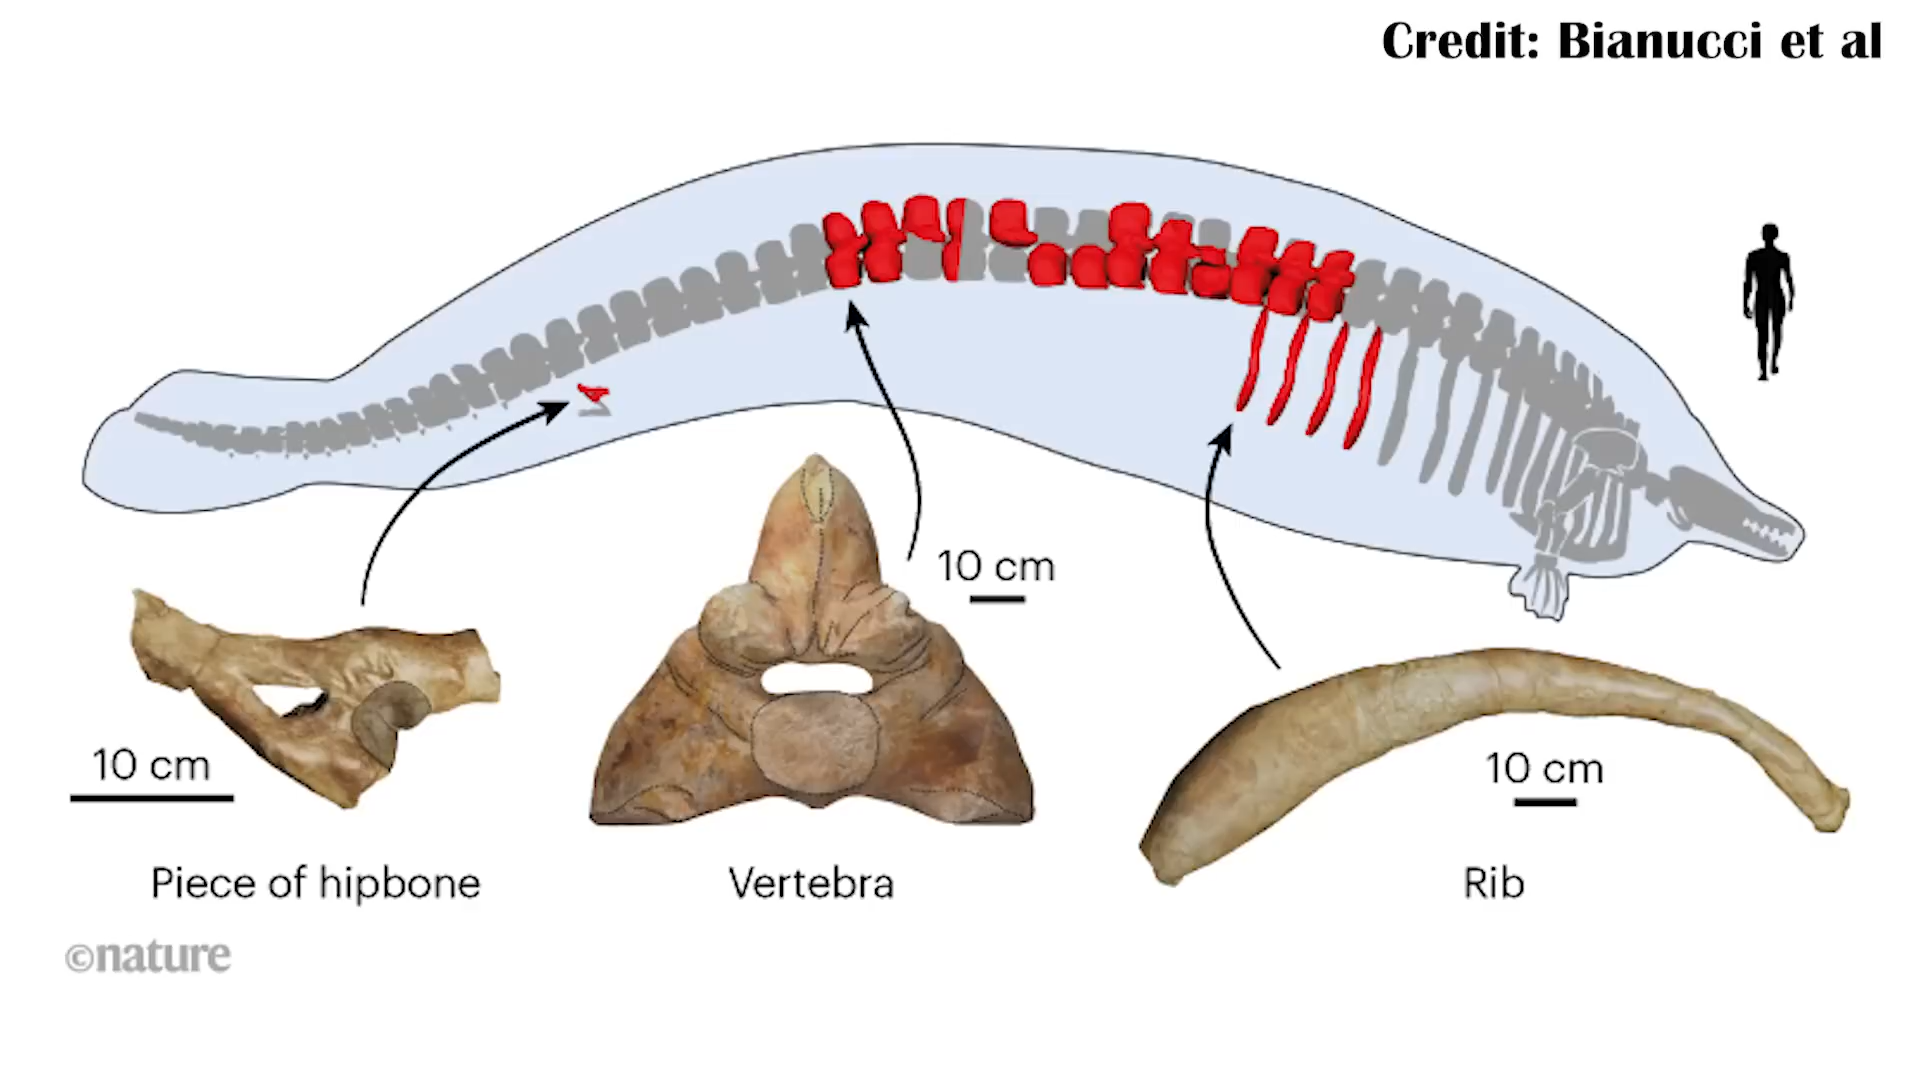 Credit: Bianucci et al
10 cm
10 cm
10 cm
Piece of hipbone
Vertebra
Rib
©nature